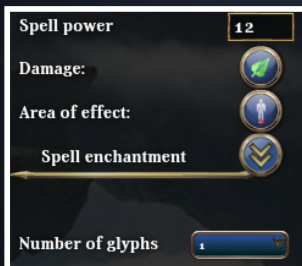 Spell power 12
Damage:
Area of effect:
Spell enchantment
Number of glyphs 1